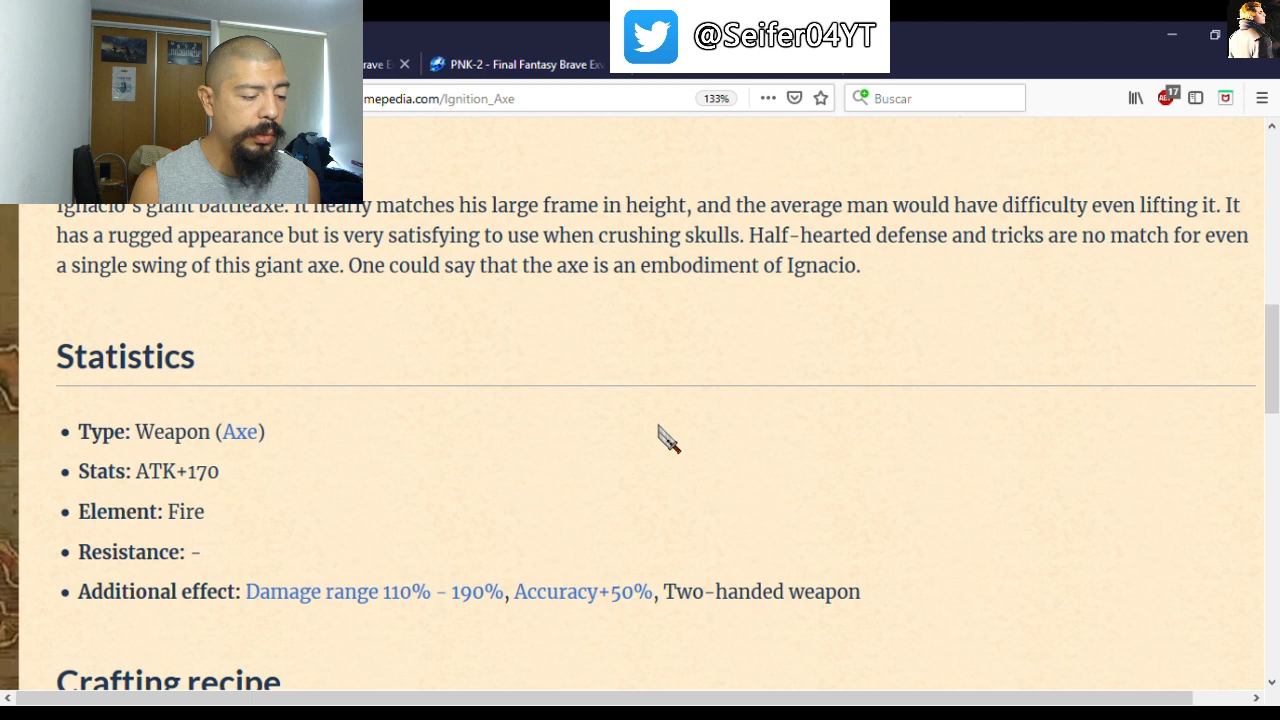 @Seifer04YT
rave E
PNK-2 - Final Fantasy Brave Exv
mepedia.com/Ignition_Axe
133%
Buscar
17
Ignacio's giant battleaxe. It nearly matches his large frame in height, and the average man would have difficulty even lifting it. It
has a rugged appearance but is very satisfying to use when crushing skulls. Half-hearted defense and tricks are no match for even
a single swing of this giant axe. One could say that the axe is an embodiment of Ignacio.
Statistics
Type: Weapon (Axe)
Stats: ATK+170
Element: Fire
Resistance: -
Additional effect: Damage range 110% - 190%, Accuracy+50%, Two-handed weapon
Crafting recipe